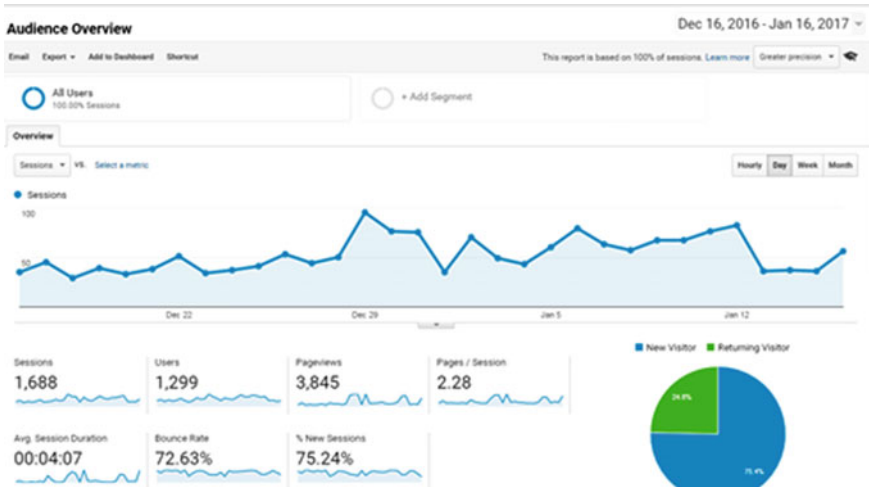 Audience Overview
Dec 16, 2016 - Jan 16, 2017
Email Export Add to Dashboard Shortcut
This report is based on 100% of sessions. Learn more Greater precision
All Users
100.00% Sessions
+ Add Segment
Overview
Sessions VS. Select a metric
Hourly Day Week Month
Sessions
100
50
Dec 22 Dec 29 Jan 5 Jan 12
New Visitor Returning Visitor
Sessions Users Pageviews Pages / Session
1,688 1,299 3,845 2.28
24.6%
Avg. Session Duration Bounce Rate % New Sessions
00:04:07 72.63% 75.24%
75.4%